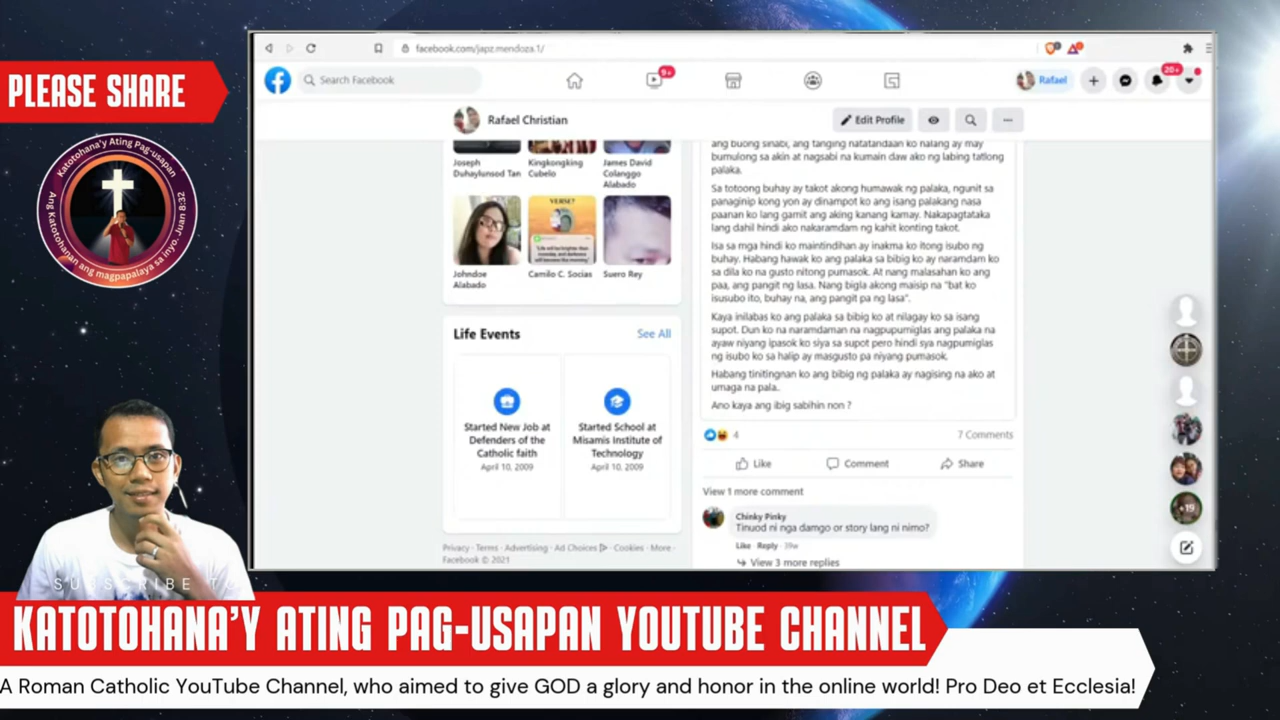 PLEASE SHARE
Katotohana'y Ating Pag-usapan
Ang Katotohanan ang magpapalaya sa inyo. Juan 8:32
facebook.com/japz.mendoza.1/
Search Facebook
9+
Rafael
20+
Rafael Christian
Edit Profile
Joseph
Duhaylunsod Tan
Kingkongking
Cubelo
James David
Colanggo
Alabado
VERSE?
Johndoe
Alabado
Camilo C. Socias
Suero Rey
Life Events
See All
Started New Job at
Defenders of the
Catholic faith
April 10, 2009
Started School at
Misamis Institute of
Technology
April 10, 2009
Privacy · Terms · Advertising · Ad Choices · Cookies · More ·
Facebook © 2021
ang buong sinabi, ang tanging natatandaan ko nalang ay may
bumulong sa akin at nagsabi na kumain daw ako ng labing tatlong
palaka.
Sa totoong buhay ay takot akong humawak ng palaka, ngunit sa
panaginip kong yon ay dinampot ko ang isang palakang nasa
paanan ko lang gamit ang aking kanang kamay. Nakapagtataka
lang dahil hindi ako nakaramdam ng kahit konting takot.
Isa sa mga hindi ko maintindihan ay inakma ko itong isubo ng
buhay. Habang hawak ko ang palaka sa bibig ko ay naramdam ko
sa dila ko na gusto nitong pumasok. At nang malasahan ko ang
paa, ang pangit ng lasa. Nang bigla akong maisip na "bat ko
isusubo ito, buhay na, ang pangit pa ng lasa".
Kaya inilabas ko ang palaka sa bibig ko at nilagay ko sa isang
supot. Dun ko na naramdaman na nagpupumiglas ang palaka na
ayaw niyang ipasok ko siya sa supot pero hindi sya nagpumiglas
ng isubo ko sa halip ay masgusto pa niyang pumasok.
Habang tinitingnan ko ang bibig ng palaka ay nagising na ako at
umaga na pala..
Ano kaya ang ibig sabihin non ?
4
7 Comments
Like
Comment
Share
View 1 more comment
Chinky Pinky
Tinuod ni nga damgo or story lang ni nimo?
Like · Reply · 39w
View 3 more replies
+19
SUBSCRIBE TO
KATOTOHANA'Y ATING PAG-USAPAN YOUTUBE CHANNEL
A Roman Catholic YouTube Channel, who aimed to give GOD a glory and honor in the online world! Pro Deo et Ecclesia!